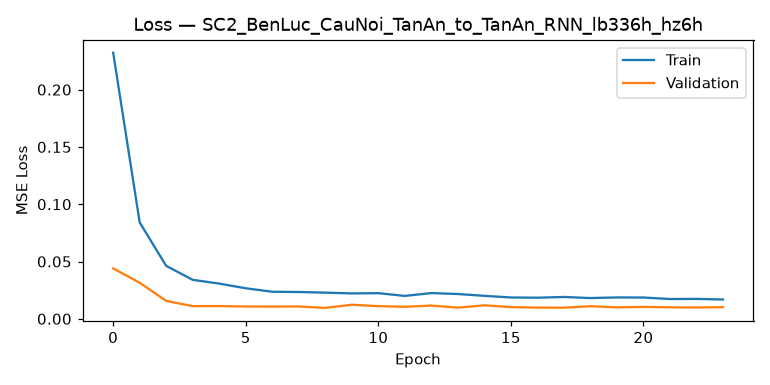 Loss — SC2_BenLuc_CauNoi_TanAn_to_TanAn_RNN_lb336h_hz6h
Train
Validation
0.20
0.15
0.10
0.05
0.00
MSE Loss
0 5 10 15 20
Epoch